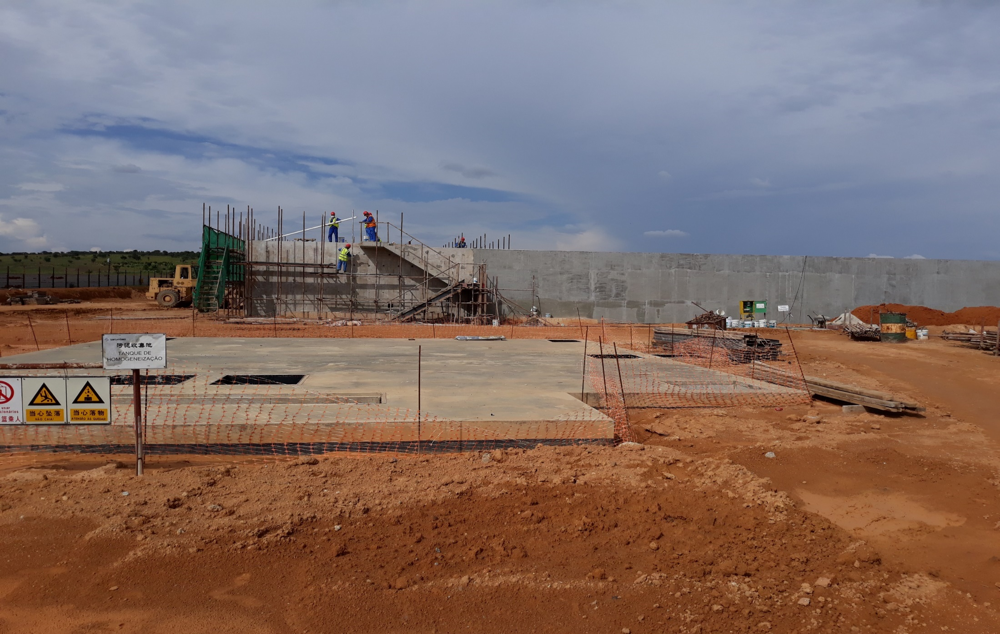 SINOHYDRO
污泥收集池
TANQUE DE
HOMOGENEIZAÇÃO
usar
cionários
篮乘人
当心坠落
NÃO CAIA!
当心落物
ATENSÃO ÀS QUEDAS!